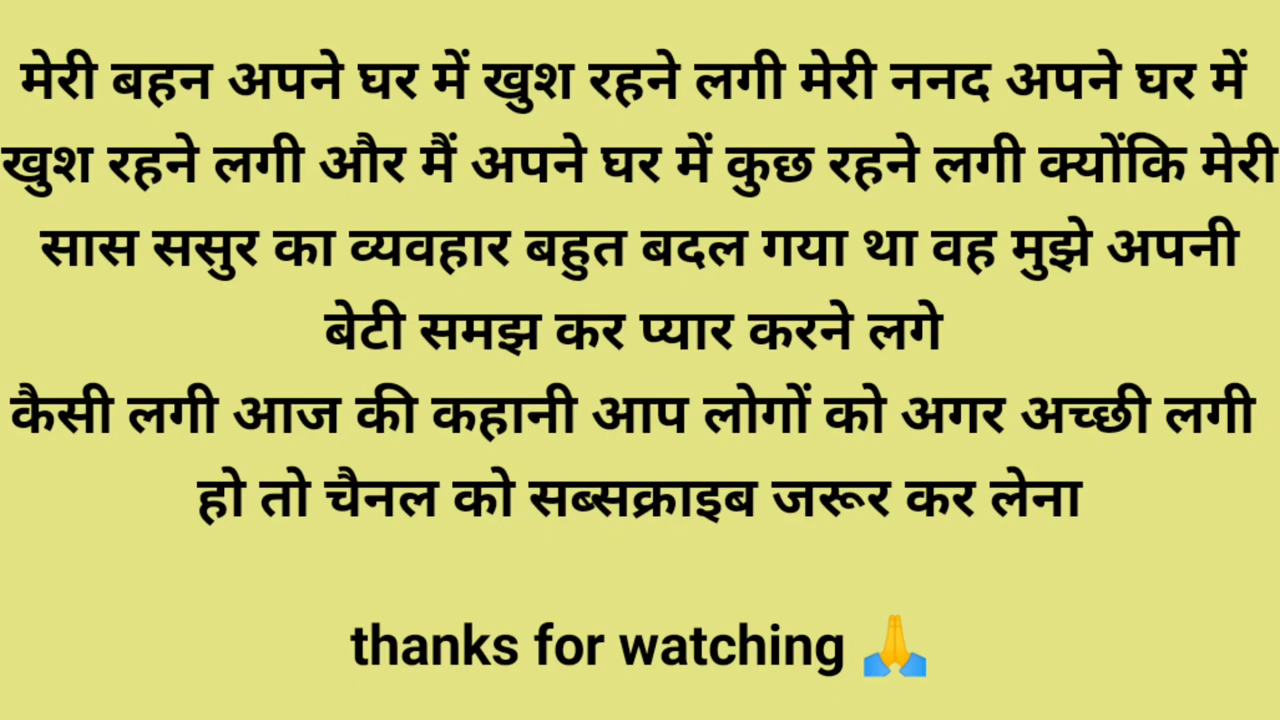 मेरी बहन अपने घर में खुश रहने लगी मेरी ननद अपने घर में
खुश रहने लगी और मैं अपने घर में कुछ रहने लगी क्योंकि मेरी
सास ससुर का व्यवहार बहुत बदल गया था वह मुझे अपनी
बेटी समझ कर प्यार करने लगे
कैसी लगी आज की कहानी आप लोगों को अगर अच्छी लगी
हो तो चैनल को सब्सक्राइब जरूर कर लेना
thanks for watching 🙏